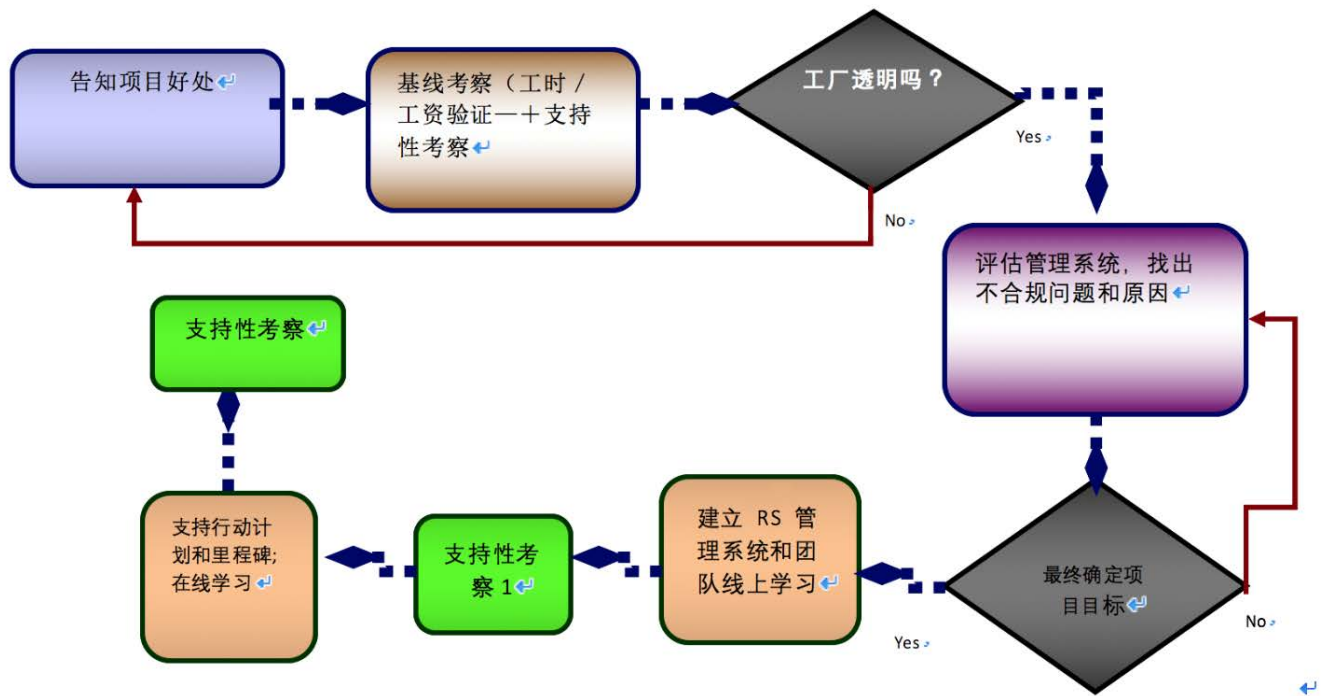 告知项目好处
基线考察（工时 /
工资验证—＋支持
性考察
工厂透明吗？
Yes
No
评估管理系统，找出
不合规问题和原因
最终确定项
目目标
No
Yes
建立 RS 管
理系统和团
队线上学习
支持性考
察 1
支持行动计
划和里程碑;
在线学习
支持性考察